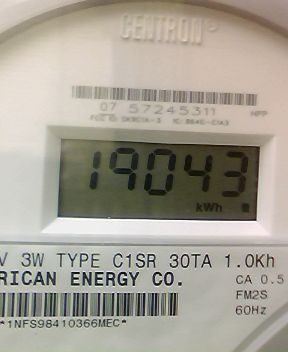 CENTRON®
07 57245311
HPP
19043
kWh
V 3W TYPE C1SR 30TA 1.0Kh
RICAN ENERGY CO.
CA 0.5
FM2S
60Hz
*1NFS98410366MEC*